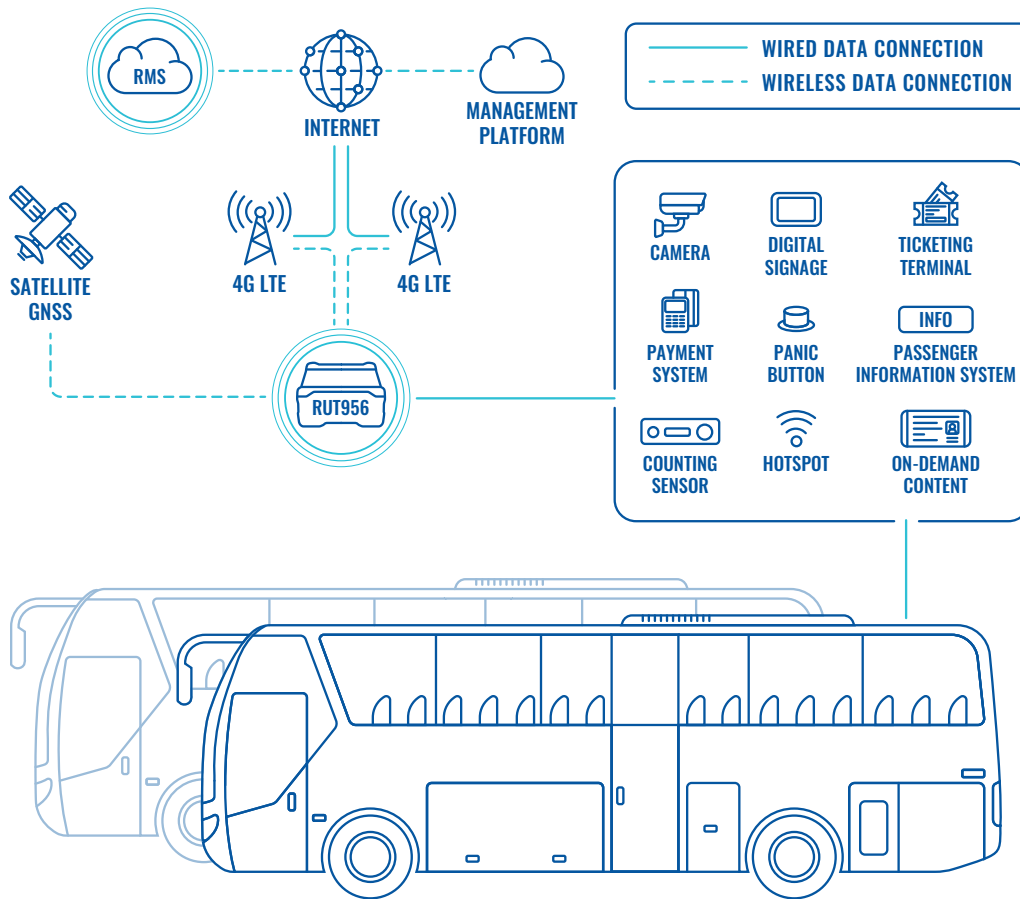 RMS
INTERNET
MANAGEMENT
PLATFORM
WIRED DATA CONNECTION
WIRELESS DATA CONNECTION
SATELLITE
GNSS
4G LTE
4G LTE
RUT956
CAMERA
DIGITAL
SIGNAGE
TICKETING
TERMINAL
PAYMENT
SYSTEM
PANIC
BUTTON
INFO
PASSENGER
INFORMATION SYSTEM
COUNTING
SENSOR
HOTSPOT
ON-DEMAND
CONTENT